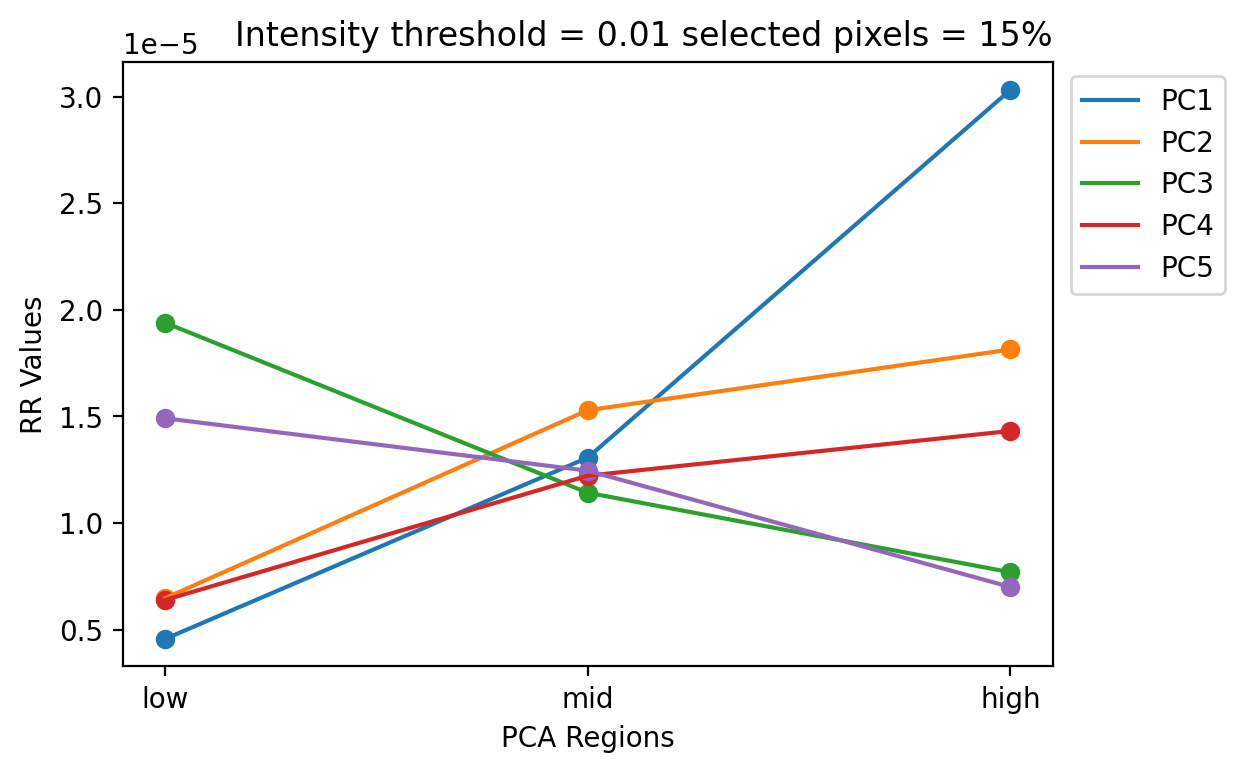 1e−5
Intensity threshold = 0.01 selected pixels = 15%
3.0
2.5
2.0
1.5
1.0
0.5
RR Values
low
mid
high
PCA Regions
PC1
PC2
PC3
PC4
PC5